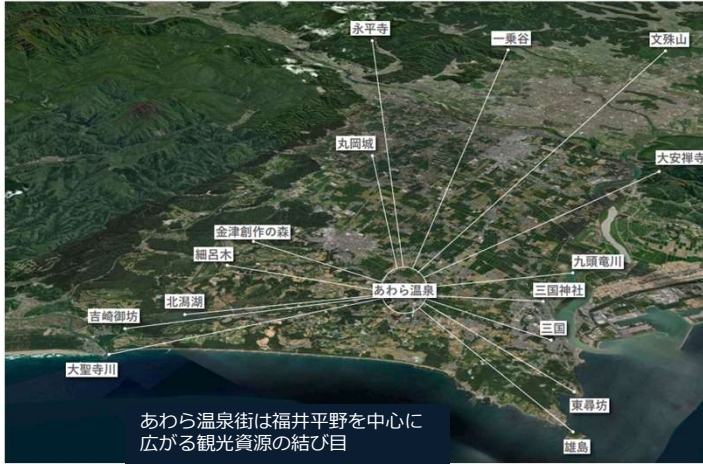 永平寺
一乗谷
文殊山
丸岡城
大安禅寺
金津創作の森
細呂木
九頭竜川
あわら温泉
三国神社
北潟湖
吉崎御坊
三国
大聖寺川
東尋坊
雄島
あわら温泉街は福井平野を中心に
広がる観光資源の結び目